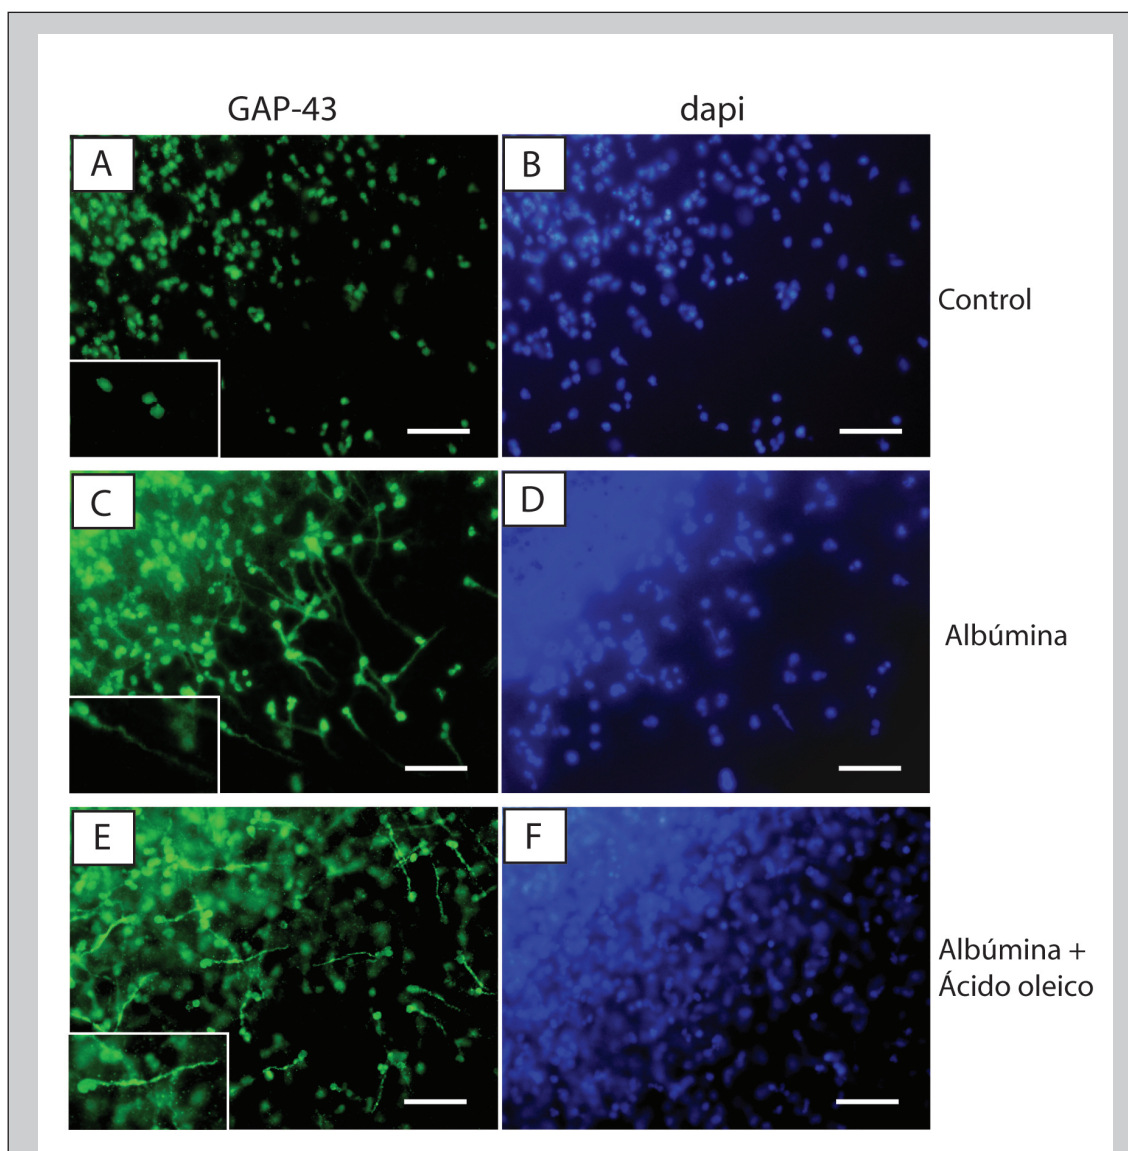 GAP-43
dapi
A
B
Control
C
D
Albúmina
E
F
Albúmina +
Ácido oleico